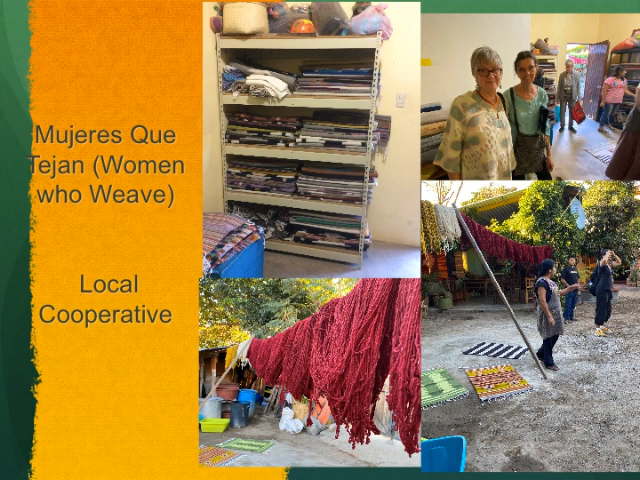 Mujeres Que
Tejan (Women
who Weave)
Local
Cooperative